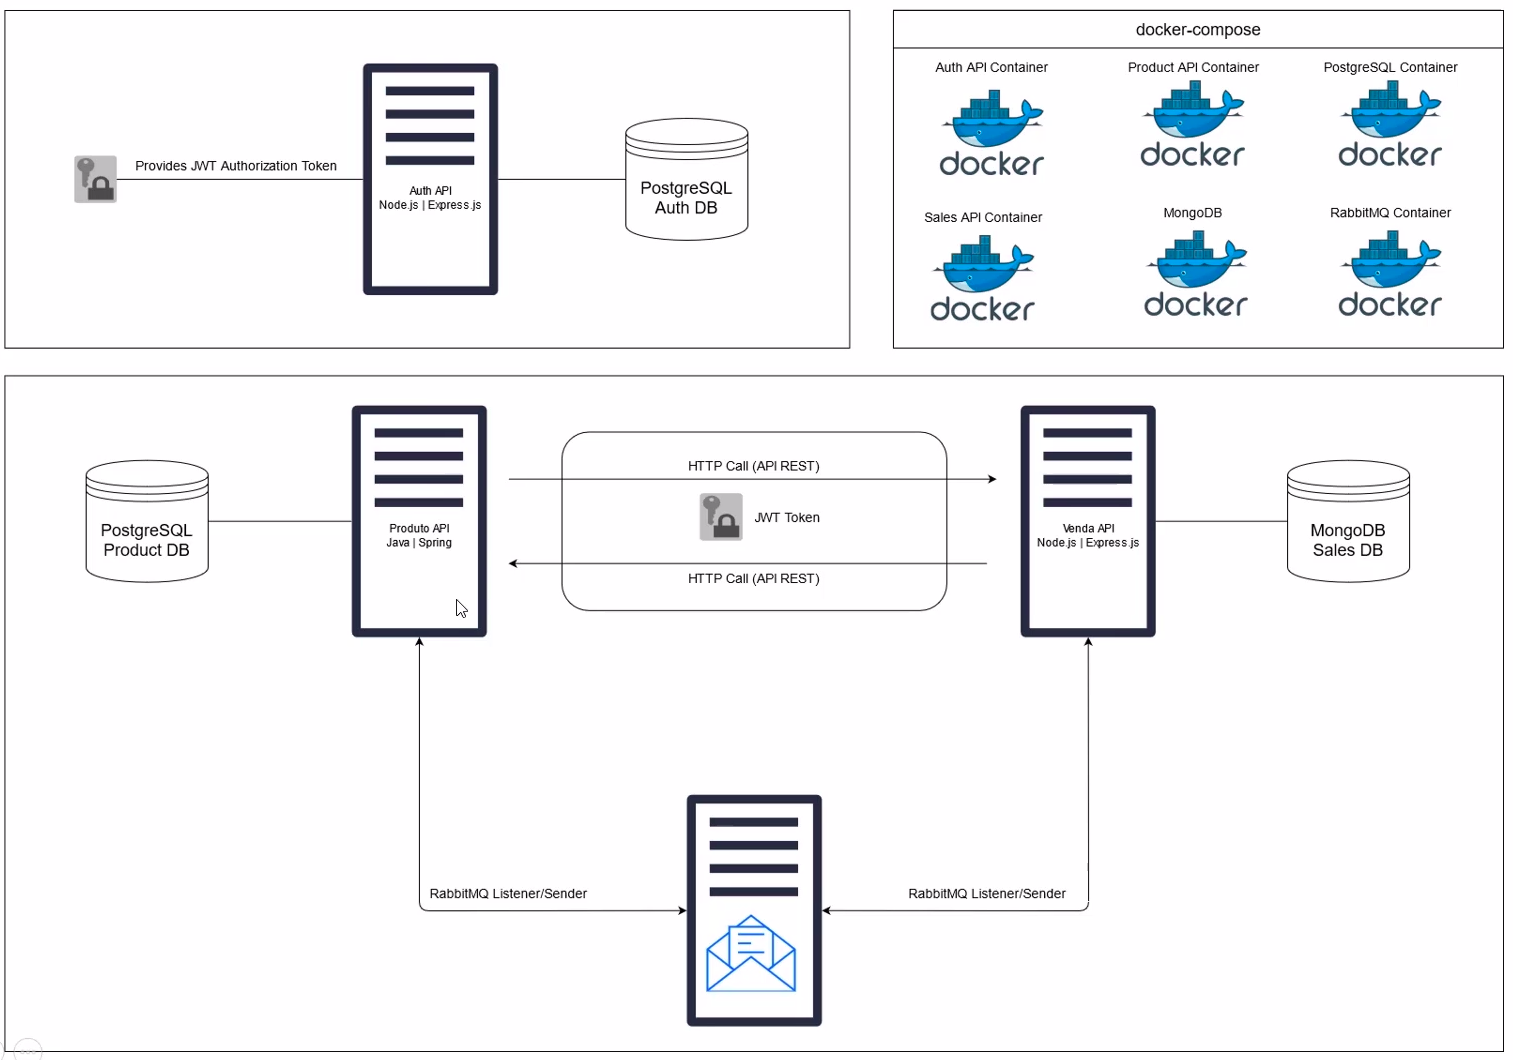 Provides JWT Authorization Token
Auth API
Node.js | Express.js
PostgreSQL
Auth DB
docker-compose
Auth API Container
Product API Container
PostgreSQL Container
docker
docker
docker
Sales API Container
MongoDB
RabbitMQ Container
docker
docker
docker
PostgreSQL
Product DB
Produto API
Java | Spring
HTTP Call (API REST)
JWT Token
HTTP Call (API REST)
Venda API
Node.js | Express.js
MongoDB
Sales DB
RabbitMQ Listener/Sender
RabbitMQ Listener/Sender